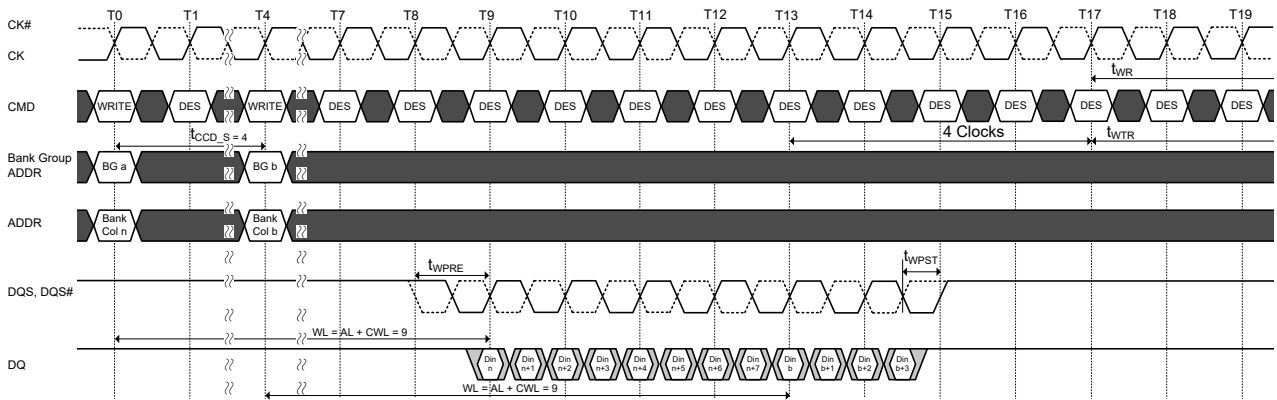 T0 T1 T4 T7 T8 T9 T10 T11 T12 T13 T14 T15 T16 T17 T18 T19
CK#
CK
tWR
CMD WRITE DES WRITE DES DES DES DES DES DES DES DES DES DES DES DES DES
tCCD_S = 4
4 Clocks
tWTR
Bank Group
ADDR
BG a BG b
ADDR
Bank
Col n
Bank
Col b
tWPRE
tWPST
DQS, DQS#
WL = AL + CWL = 9
DQ
Din
n
Din
n+1
Din
n+2
Din
n+3
Din
n+4
Din
n+5
Din
n+6
Din
n+7
Din
b
Din
b+1
Din
b+2
Din
b+3
WL = AL + CWL = 9